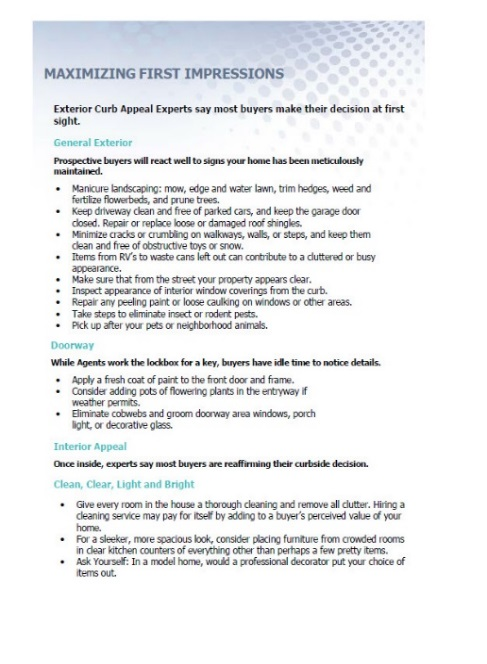 MAXIMIZING FIRST IMPRESSIONS
Exterior Curb Appeal Experts say most buyers make their decision at first
sight.
General Exterior
Prospective buyers will react well to signs your home has been meticulously
maintained.
• Manicure landscaping: mow, edge and water lawn, trim hedges, weed and
fertilize flowerbeds, and prune trees.
• Keep driveway clean and free of parked cars, and keep the garage door
closed. Repair or replace loose or damaged roof shingles.
• Minimize cracks or crumbling on walkways, walls, or steps, and keep them
clean and free of obstructive toys or snow.
• Items from RV's to waste cans left out can contribute to a cluttered or busy
appearance.
• Make sure that from the street your property appears clear.
• Inspect appearance of interior window coverings from the curb.
• Repair any peeling paint or loose caulking on windows or other areas.
• Take steps to eliminate insect or rodent pests.
• Pick up after your pets or neighborhood animals.
Doorway
While Agents work the lockbox for a key, buyers have idle time to notice details.
• Apply a fresh coat of paint to the front door and frame.
• Consider adding pots of flowering plants in the entryway if
weather permits.
• Eliminate cobwebs and groom doorway area windows, porch
light, or decorative glass.
Interior Appeal
Once inside, experts say most buyers are reaffirming their curbside decision.
Clean, Clear, Light and Bright
• Give every room in the house a thorough cleaning and remove all clutter. Hiring a
cleaning service may pay for itself by adding to a buyer's perceived value of your
home.
• For a sleeker, more spacious look, consider placing furniture from crowded rooms
in clear kitchen counters of everything other than perhaps a few pretty items.
• Ask Yourself: In a model home, would a professional decorator put your choice of
items out.